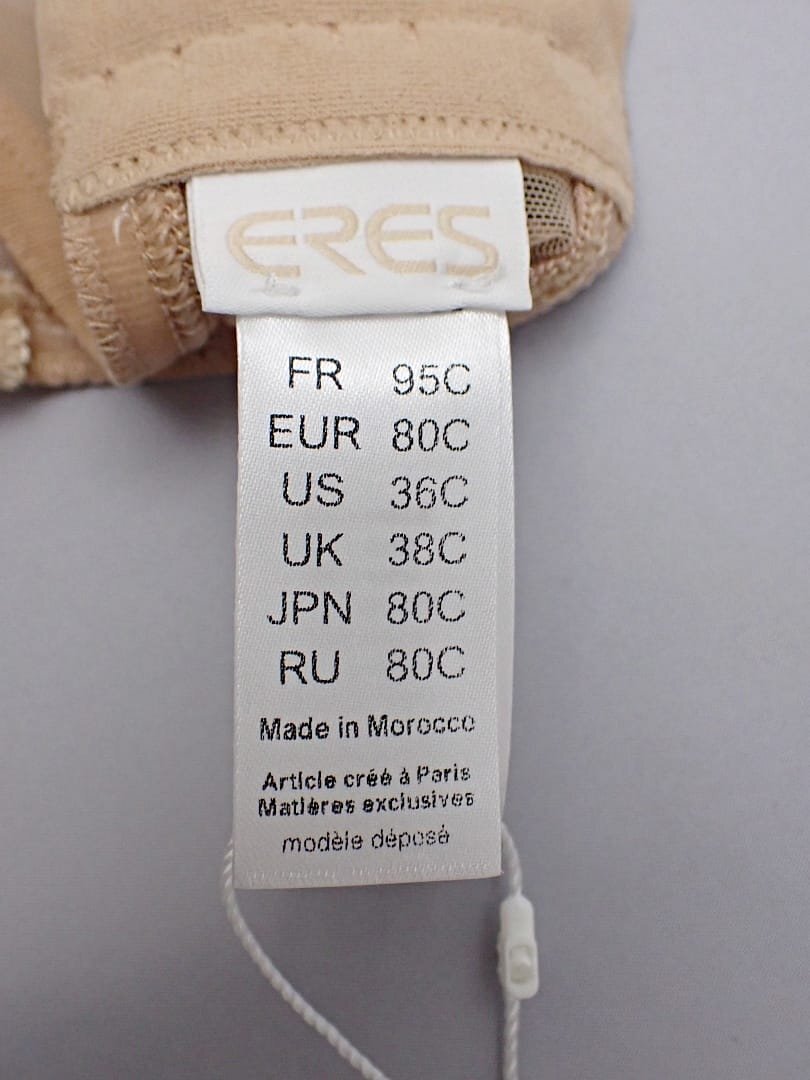 ERES
FR 95C
EUR 80C
US 36C
UK 38C
JPN 80C
RU 80C
Made in Morocco
Article créé à Paris
Matières exclusives
modèle déposé